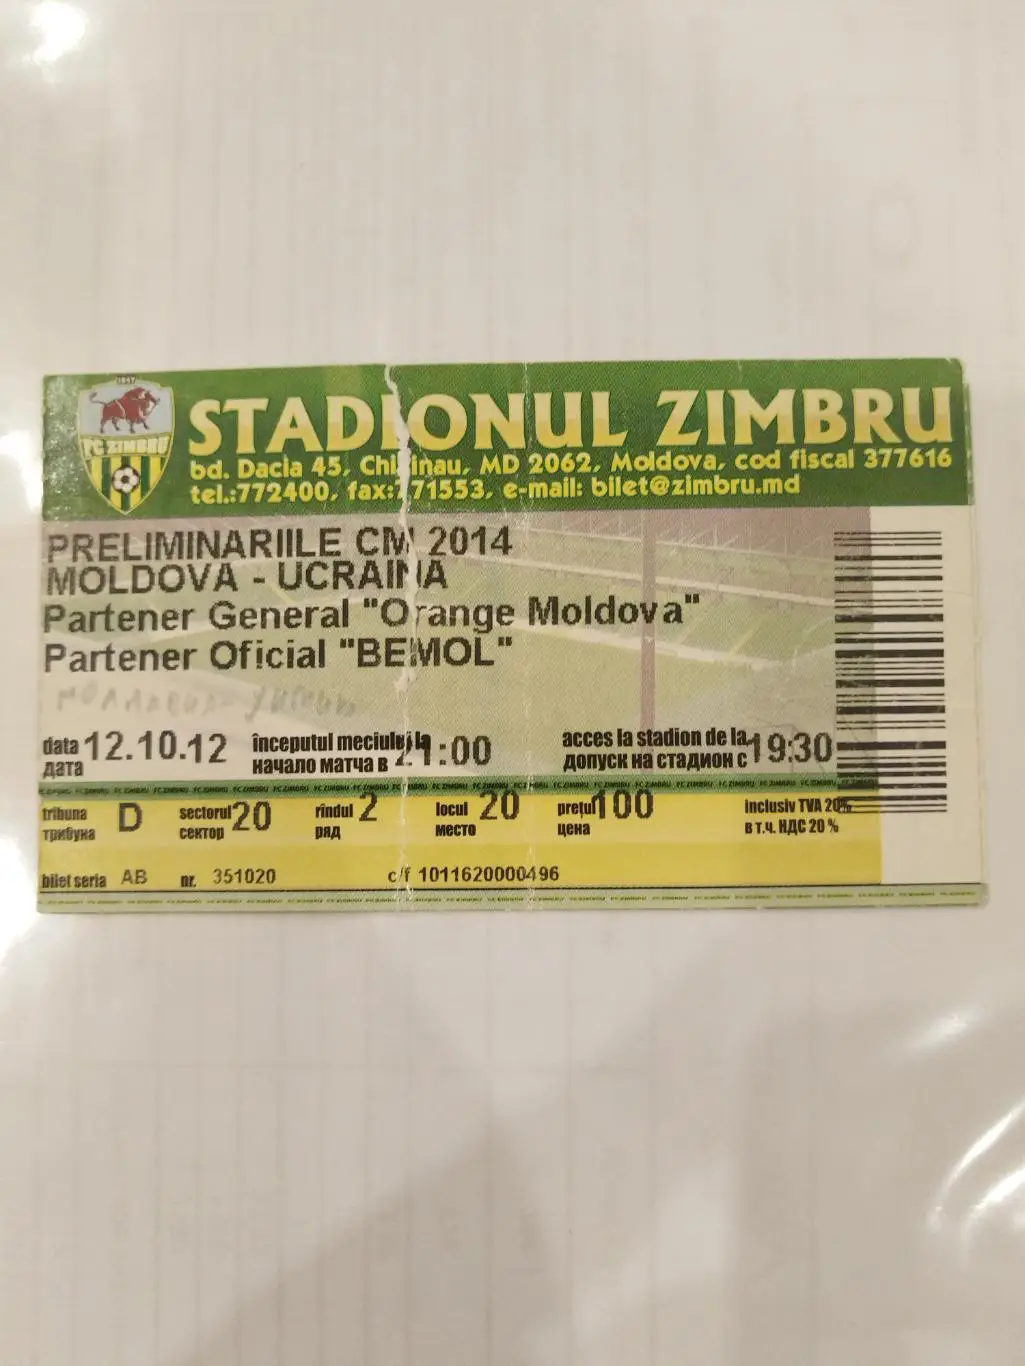 1947
FC ZIMBRU
STADIONUL ZIMBRU
bd. Dacia 45, Chişinau, MD 2062, Moldova, cod fiscal 377616
tel.:772400, fax:771553, e-mail: bilet@zimbru.md
PRELIMINARIILE CM 2014
MOLDOVA - UCRAINA
Partener General "Orange Moldova"
Partener Oficial "BEMOL"
data 12.10.12 începutul meciului la 21:00 acces la stadion de la 19:30
дата начало матча в допуск на стадион с
tribuna D sectorul 20 rîndul 2 locul 20 prețul 100 inclusiv TVA 20%
трибуна сектор ряд место цена в т.ч. НДС 20 %
bilet seria AB nr. 351020 c/f 1011620000496